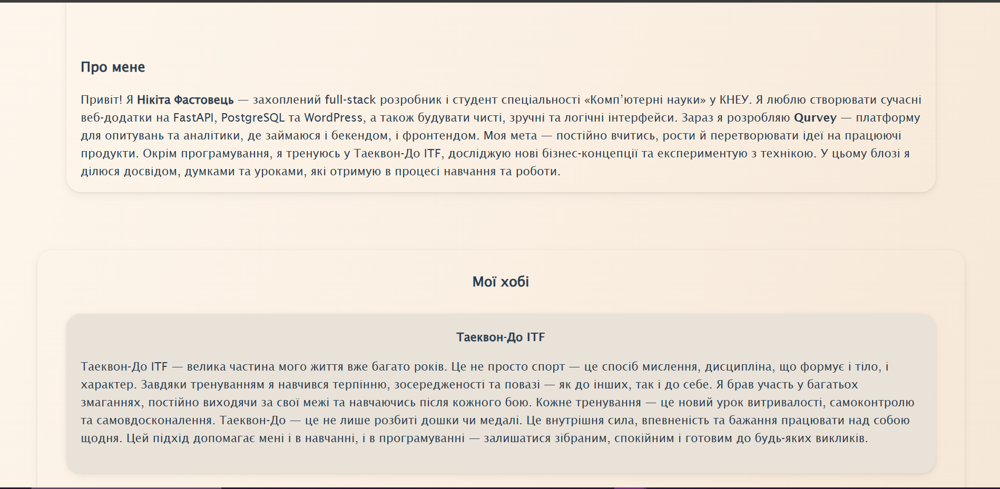 Про мене
Привіт! Я Нікіта Фастовець — захоплений full-stack розробник і студент спеціальності «Комп’ютерні науки» у КНЕУ. Я люблю створювати сучасні
веб-додатки на FastAPI, PostgreSQL та WordPress, а також будувати чисті, зручні та логічні інтерфейси. Зараз я розробляю Qurvey — платформу
для опитувань та аналітики, де займаюся і бекендом, і фронтендом. Моя мета — постійно вчитись, рости й перетворювати ідеї на працюючі
продукти. Окрім програмування, я тренуюсь у Таеквон-До ITF, досліджую нові бізнес-концепції та експериментую з технікою. У цьому блозі я
ділюся досвідом, думками та уроками, які отримую в процесі навчання та роботи.
Мої хобі
Таеквон-До ITF
Таеквон-До ITF — велика частина мого життя вже багато років. Це не просто спорт — це спосіб мислення, дисципліна, що формує і тіло, і
характер. Завдяки тренуванням я навчився терпінню, зосередженості та повазі — як до інших, так і до себе. Я брав участь у багатьох
змаганнях, постійно виходячи за свої межі та навчаючись після кожного бою. Кожне тренування — це новий урок витривалості, самоконтролю
та самовдосконалення. Таеквон-До — це не лише розбиті дошки чи медалі. Це внутрішня сила, впевненість та бажання працювати над собою
щодня. Цей підхід допомагає мені і в навчанні, і в програмуванні — залишатися зібраним, спокійним і готовим до будь-яких викликів.